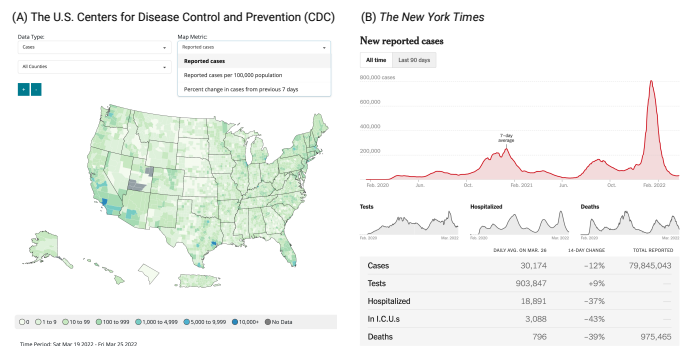 (A) The U.S. Centers for Disease Control and Prevention (CDC)
Data Type:
Map Metric:
Cases
Reported cases
All Counties
Reported cases
Reported cases per 100,000 population
Percent change in cases from previous 7 days
+
-
0
1 to 9
10 to 99
100 to 999
1,000 to 4,999
5,000 to 9,999
10,000+
No Data
Time Period: Sat Mar 19 2022 - Fri Mar 25 2022
(B) The New York Times
New reported cases
All time
Last 90 days
800,000 cases
600,000
400,000
200,000
7-day
average
Feb. 2020
Jun.
Oct.
Feb. 2021
Jun.
Oct.
Feb. 2022
Tests
Hospitalized
Deaths
Feb. 2020
Mar. 2022
Feb. 2020
Mar. 2022
Feb. 2020
Mar. 2022
DAILY AVG. ON MAR. 26
14-DAY CHANGE
TOTAL REPORTED
Cases 30,174 –12% 79,845,043
Tests 903,847 +9% —
Hospitalized 18,891 –37% —
In I.C.U.s 3,088 –43% —
Deaths 796 –39% 975,465